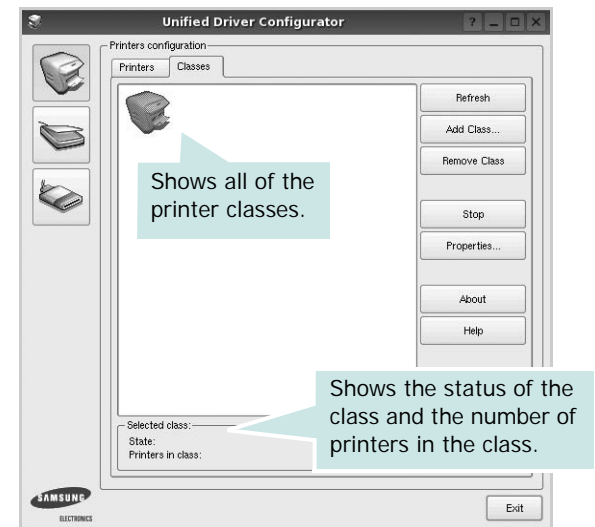 Unified Driver Configurator
Printers configuration
Printers Classes
Refresh
Add Class...
Remove Class
Shows all of the
printer classes.
Stop
Properties...
About
Help
Shows the status of the
class and the number of
printers in the class.
Selected class:
State:
Printers in class:
SAMSUNG
ELECTRONICS
Exit